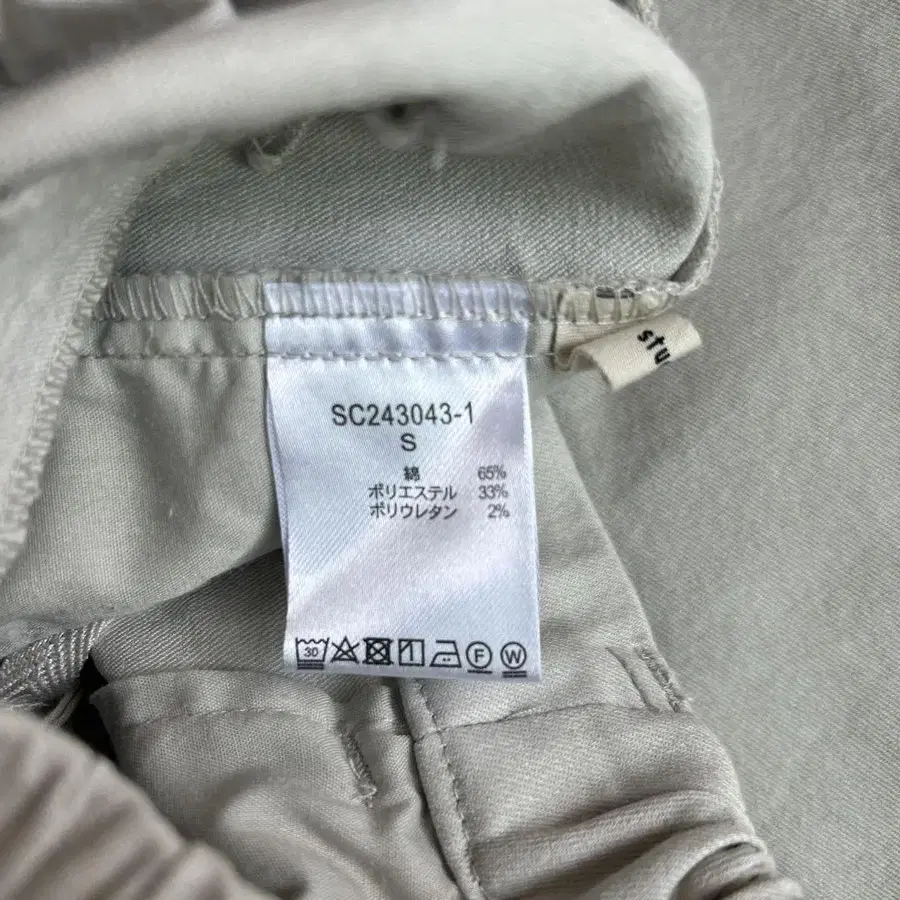 stu
SC243043-1
S
綿 65%
ポリエステル 33%
ポリウレタン 2%
30 F W